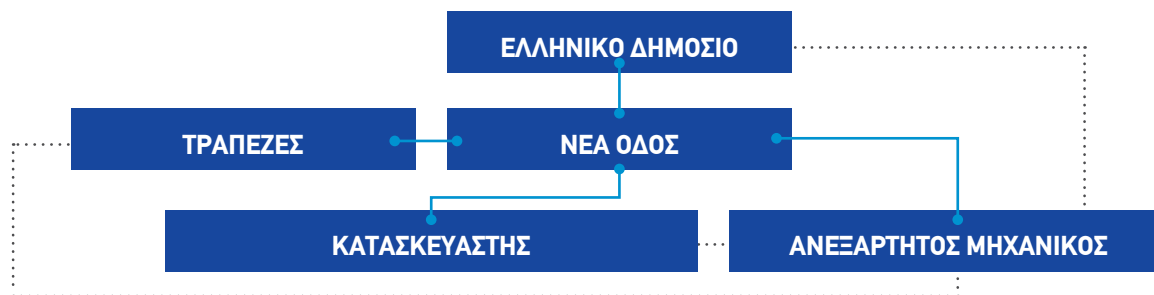 ΕΛΛΗΝΙΚΟ ΔΗΜΟΣΙΟ
ΤΡΑΠΕΖΕΣ
ΝΕΑ ΟΔΟΣ
ΚΑΤΑΣΚΕΥΑΣΤΗΣ
ΑΝΕΞΑΡΤΗΤΟΣ ΜΗΧΑΝΙΚΟΣ